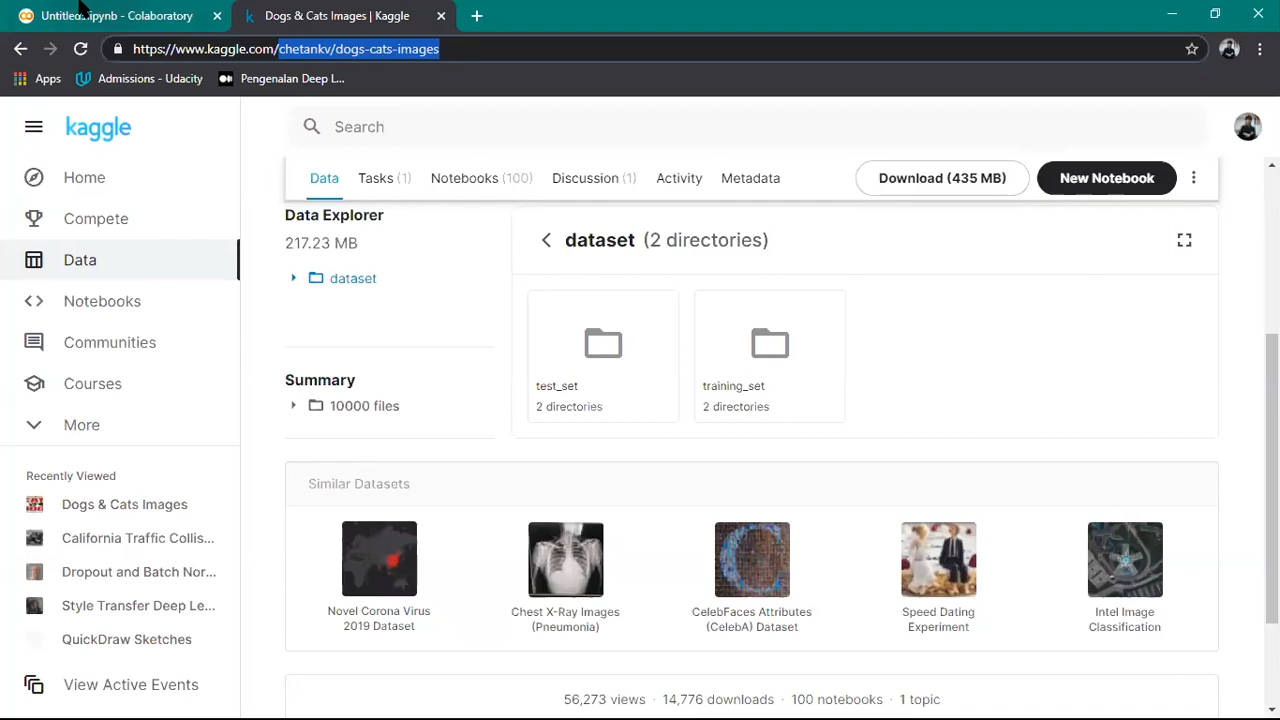 Untitled.ipynb - Colaboratory
Dogs & Cats Images | Kaggle
https://www.kaggle.com/chetankv/dogs-cats-images
Apps
Admissions - Udacity
Pengenalan Deep L...
kaggle
Search
Home
Compete
Data
Notebooks
Communities
Courses
More
Recently Viewed
Dogs & Cats Images
California Traffic Collis...
Dropout and Batch Nor...
Style Transfer Deep Le...
QuickDraw Sketches
View Active Events
Data
Tasks (1)
Notebooks (100)
Discussion (1)
Activity
Metadata
Download (435 MB)
New Notebook
Data Explorer
217.23 MB
dataset
Summary
10000 files
dataset (2 directories)
test_set
2 directories
training_set
2 directories
Similar Datasets
Novel Corona Virus
2019 Dataset
Chest X-Ray Images
(Pneumonia)
CelebFaces Attributes
(CelebA) Dataset
Speed Dating
Experiment
Intel Image
Classification
56,273 views · 14,776 downloads · 100 notebooks · 1 topic